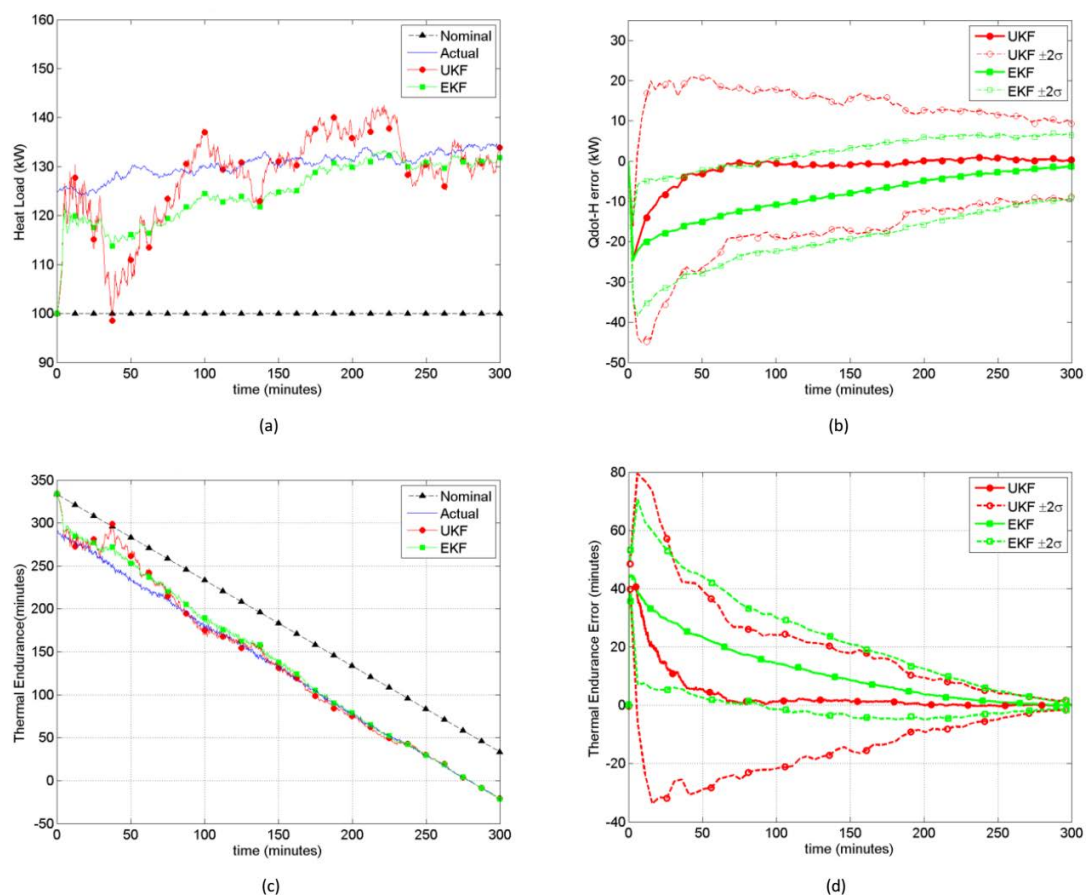 160
150
140
130
120
110
100
90
Heat Load (kW)
0 50 100 150 200 250 300
time (minutes)
Nominal
Actual
UKF
EKF
(a)
30
20
10
0
-10
-20
-30
-40
-50
Qdot-H error (kW)
0 50 100 150 200 250 300
time (minutes)
UKF
UKF ±2σ
EKF
EKF ±2σ
(b)
350
300
250
200
150
100
50
0
-50
Thermal Endurance(minutes)
0 50 100 150 200 250 300
time (minutes)
Nominal
Actual
UKF
EKF
(c)
80
60
40
20
0
-20
-40
Thermal Endurance Error (minutes)
0 50 100 150 200 250 300
time (minutes)
UKF
UKF ±2σ
EKF
EKF ±2σ
(d)